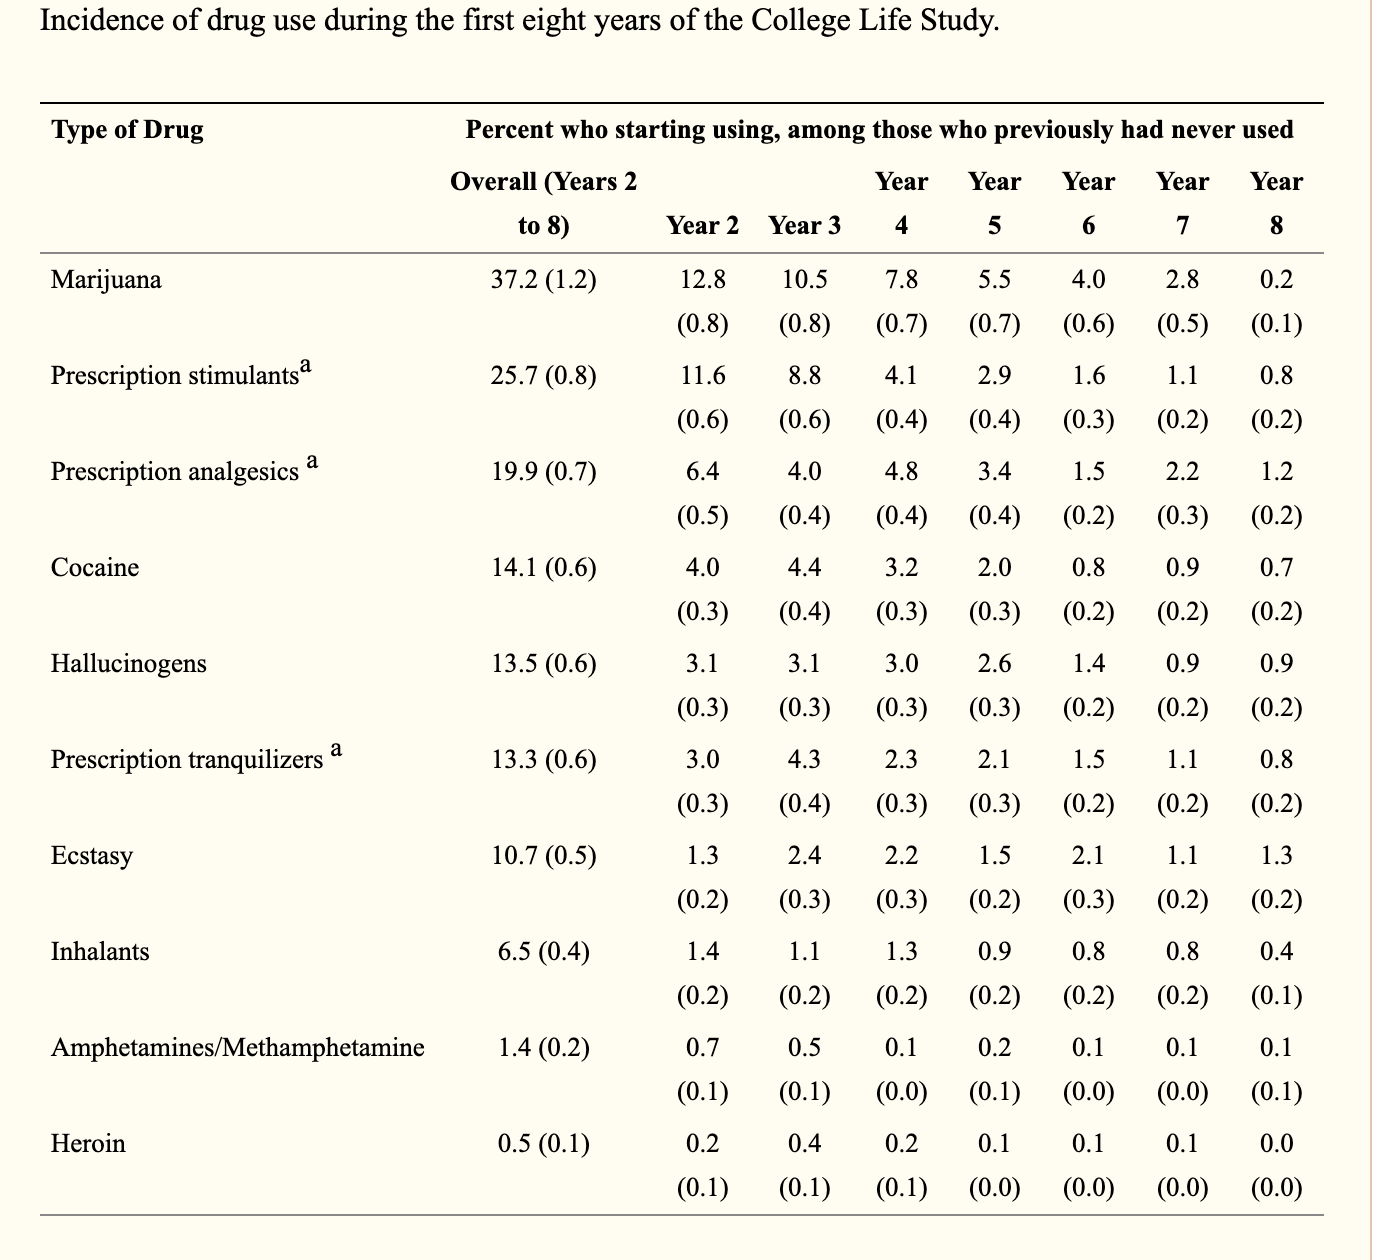 Incidence of drug use during the first eight years of the College Life Study.
Type of Drug Percent who starting using, among those who previously had never used
Overall (Years 2 Year Year Year Year Year
to 8) Year 2 Year 3 4 5 6 7 8
Marijuana 37.2 (1.2) 12.8 10.5 7.8 5.5 4.0 2.8 0.2
(0.8) (0.8) (0.7) (0.7) (0.6) (0.5) (0.1)
Prescription stimulantsa 25.7 (0.8) 11.6 8.8 4.1 2.9 1.6 1.1 0.8
(0.6) (0.6) (0.4) (0.4) (0.3) (0.2) (0.2)
Prescription analgesics a 19.9 (0.7) 6.4 4.0 4.8 3.4 1.5 2.2 1.2
(0.5) (0.4) (0.4) (0.4) (0.2) (0.3) (0.2)
Cocaine 14.1 (0.6) 4.0 4.4 3.2 2.0 0.8 0.9 0.7
(0.3) (0.4) (0.3) (0.3) (0.2) (0.2) (0.2)
Hallucinogens 13.5 (0.6) 3.1 3.1 3.0 2.6 1.4 0.9 0.9
(0.3) (0.3) (0.3) (0.3) (0.2) (0.2) (0.2)
Prescription tranquilizers a 13.3 (0.6) 3.0 4.3 2.3 2.1 1.5 1.1 0.8
(0.3) (0.4) (0.3) (0.3) (0.2) (0.2) (0.2)
Ecstasy 10.7 (0.5) 1.3 2.4 2.2 1.5 2.1 1.1 1.3
(0.2) (0.3) (0.3) (0.2) (0.3) (0.2) (0.2)
Inhalants 6.5 (0.4) 1.4 1.1 1.3 0.9 0.8 0.8 0.4
(0.2) (0.2) (0.2) (0.2) (0.2) (0.2) (0.1)
Amphetamines/Methamphetamine 1.4 (0.2) 0.7 0.5 0.1 0.2 0.1 0.1 0.1
(0.1) (0.1) (0.0) (0.1) (0.0) (0.0) (0.1)
Heroin 0.5 (0.1) 0.2 0.4 0.2 0.1 0.1 0.1 0.0
(0.1) (0.1) (0.1) (0.0) (0.0) (0.0) (0.0)